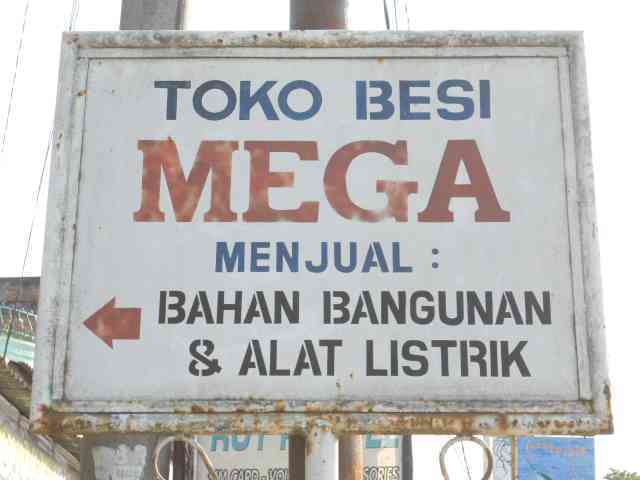 TOKO BESI
MEGA
MENJUAL :
BAHAN BANGUNAN
& ALAT LISTRIK